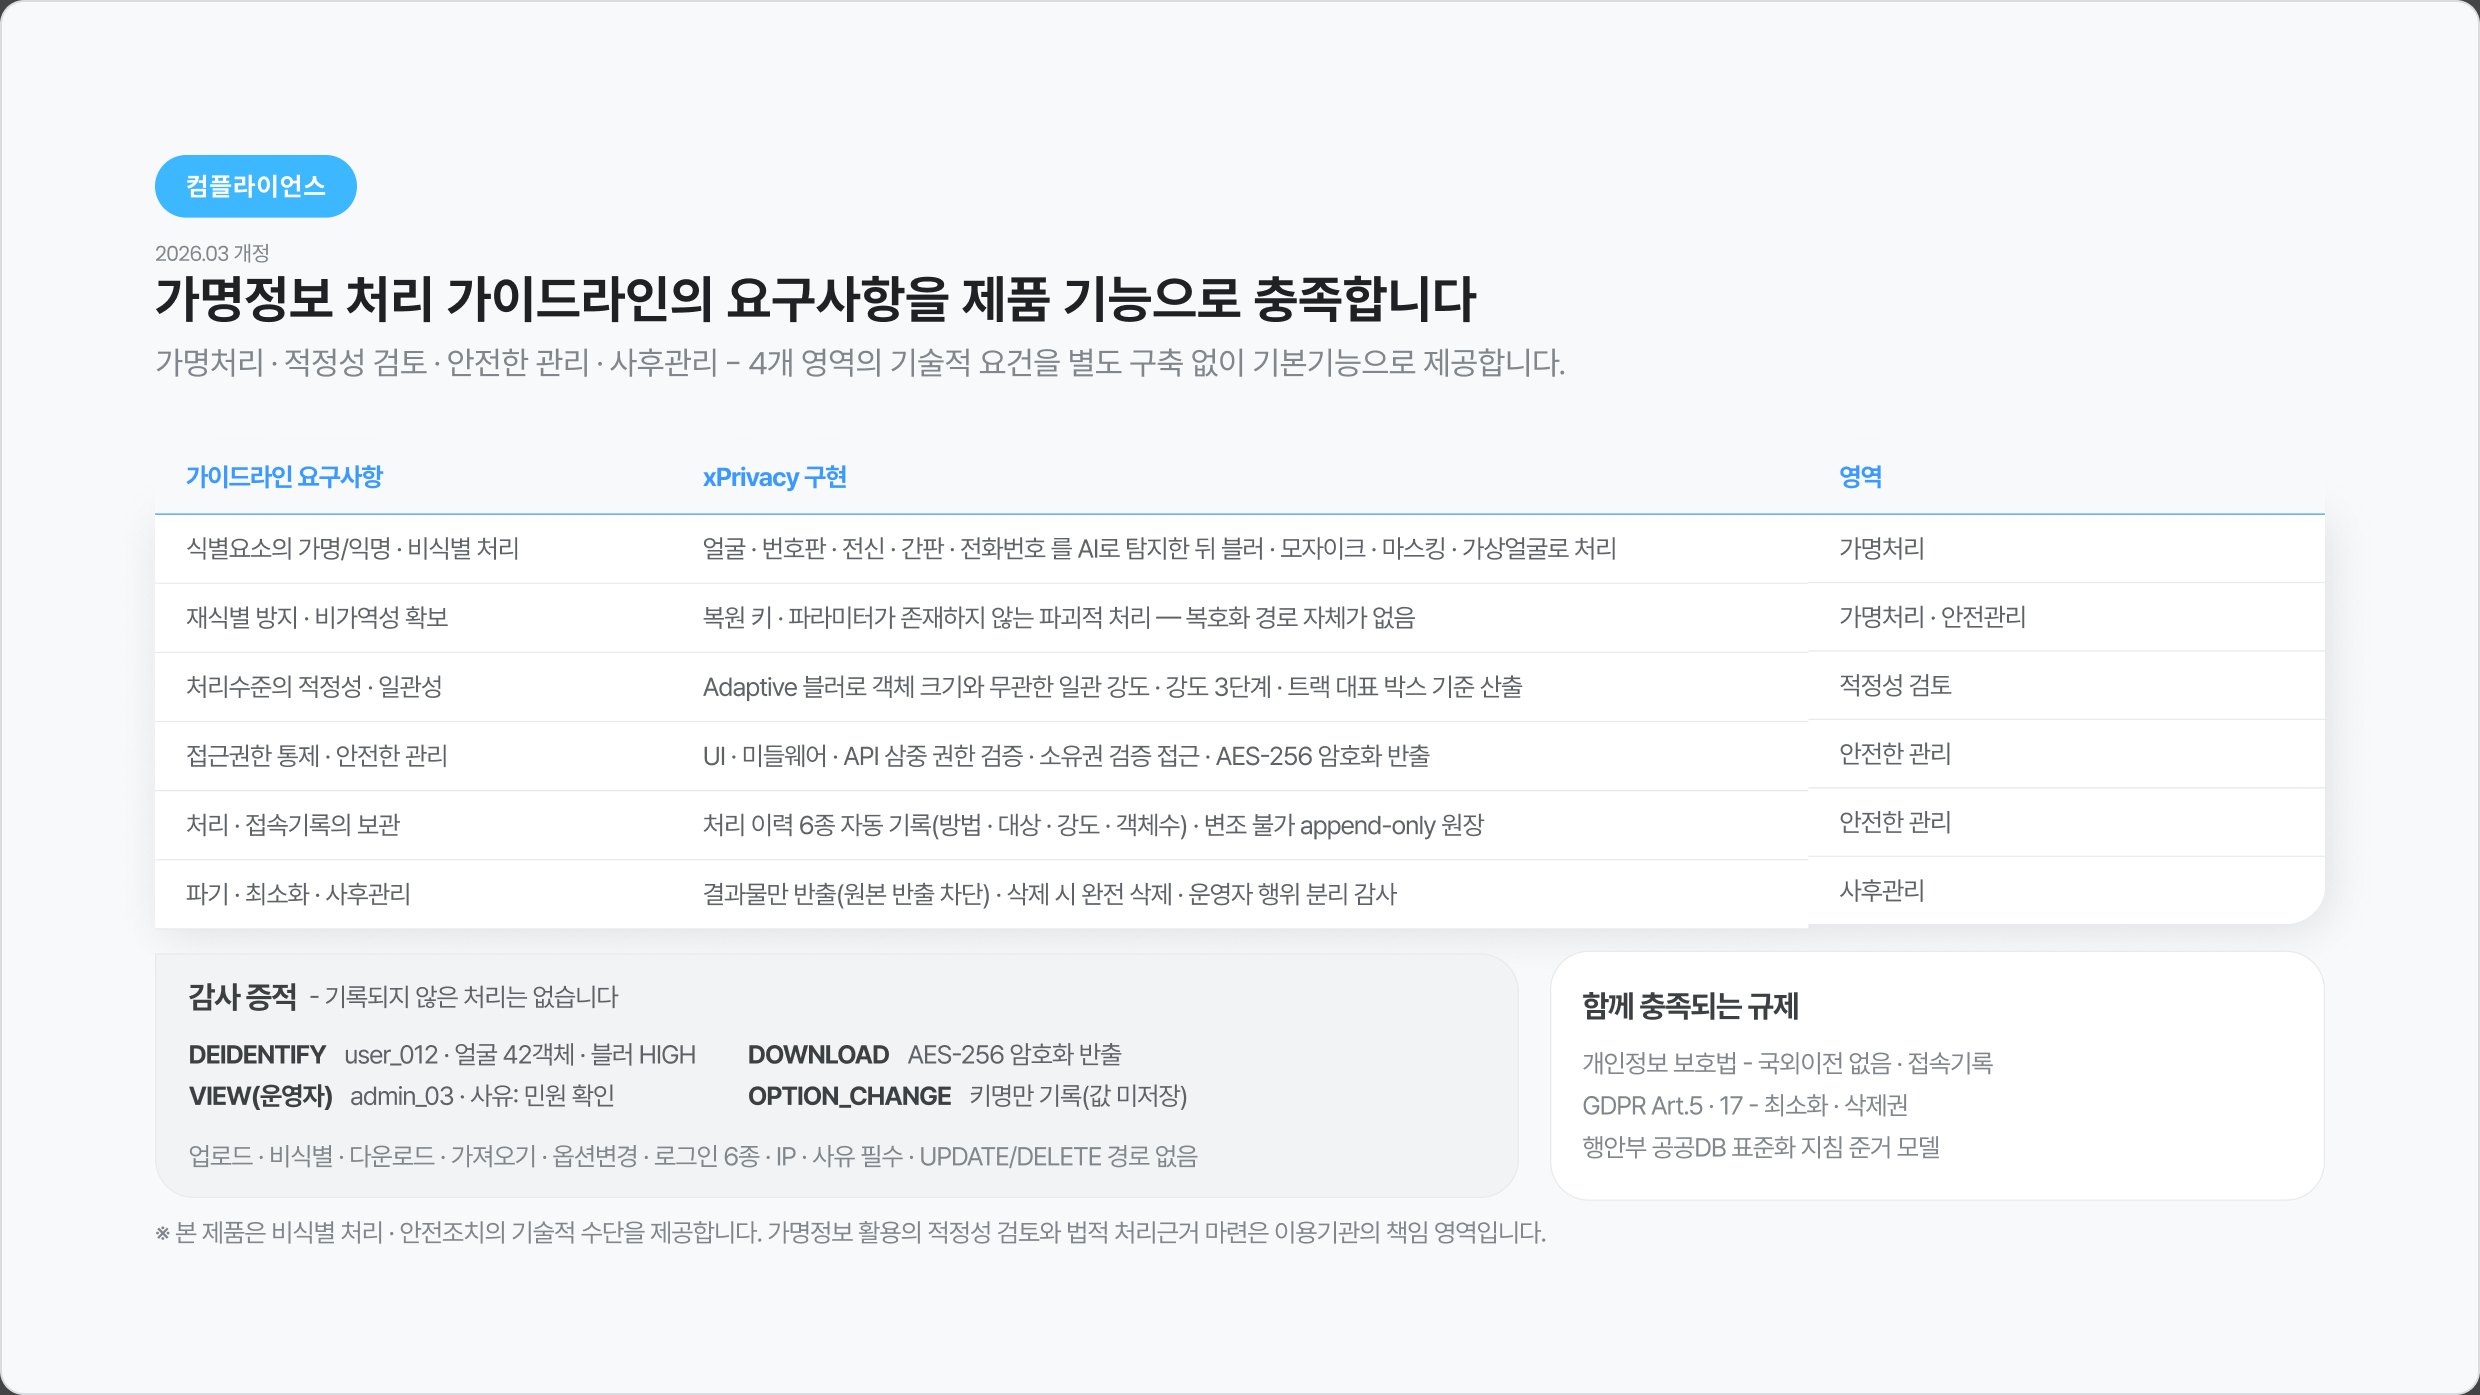 컴플라이언스
2026.03 개정
가명정보 처리 가이드라인의 요구사항을 제품 기능으로 충족합니다
가명처리 · 적정성 검토 · 안전한 관리 · 사후관리 – 4개 영역의 기술적 요건을 별도 구축 없이 기본기능으로 제공합니다.
가이드라인 요구사항 xPrivacy 구현 영역
식별요소의 가명/익명 · 비식별 처리 얼굴 · 번호판 · 전신 · 간판 · 전화번호 를 AI로 탐지한 뒤 블러 · 모자이크 · 마스킹 · 가상얼굴로 처리 가명처리
재식별 방지 · 비가역성 확보 복원 키 · 파라미터가 존재하지 않는 파괴적 처리 — 복호화 경로 자체가 없음 가명처리 · 안전관리
처리수준의 적정성 · 일관성 Adaptive 블러로 객체 크기와 무관한 일관 강도 · 강도 3단계 · 트랙 대표 박스 기준 산출 적정성 검토
접근권한 통제 · 안전한 관리 UI · 미들웨어 · API 삼중 권한 검증 · 소유권 검증 접근 · AES-256 암호화 반출 안전한 관리
처리 · 접속기록의 보관 처리 이력 6종 자동 기록(방법 · 대상 · 강도 · 객체수) · 변조 불가 append-only 원장 안전한 관리
파기 · 최소화 · 사후관리 결과물만 반출(원본 반출 차단) · 삭제 시 완전 삭제 · 운영자 행위 분리 감사 사후관리
감사 증적 - 기록되지 않은 처리는 없습니다
DEIDENTIFY user_012 · 얼굴 42객체 · 블러 HIGH DOWNLOAD AES-256 암호화 반출
VIEW(운영자) admin_03 · 사유: 민원 확인 OPTION_CHANGE 키명만 기록(값 미저장)
업로드 · 비식별 · 다운로드 · 가져오기 · 옵션변경 · 로그인 6종 · IP · 사유 필수 · UPDATE/DELETE 경로 없음
함께 충족되는 규제
개인정보 보호법 - 국외이전 없음 · 접속기록
GDPR Art.5 · 17 - 최소화 · 삭제권
행안부 공공DB 표준화 지침 준거 모델
※ 본 제품은 비식별 처리 · 안전조치의 기술적 수단을 제공합니다. 가명정보 활용의 적정성 검토와 법적 처리근거 마련은 이용기관의 책임 영역입니다.